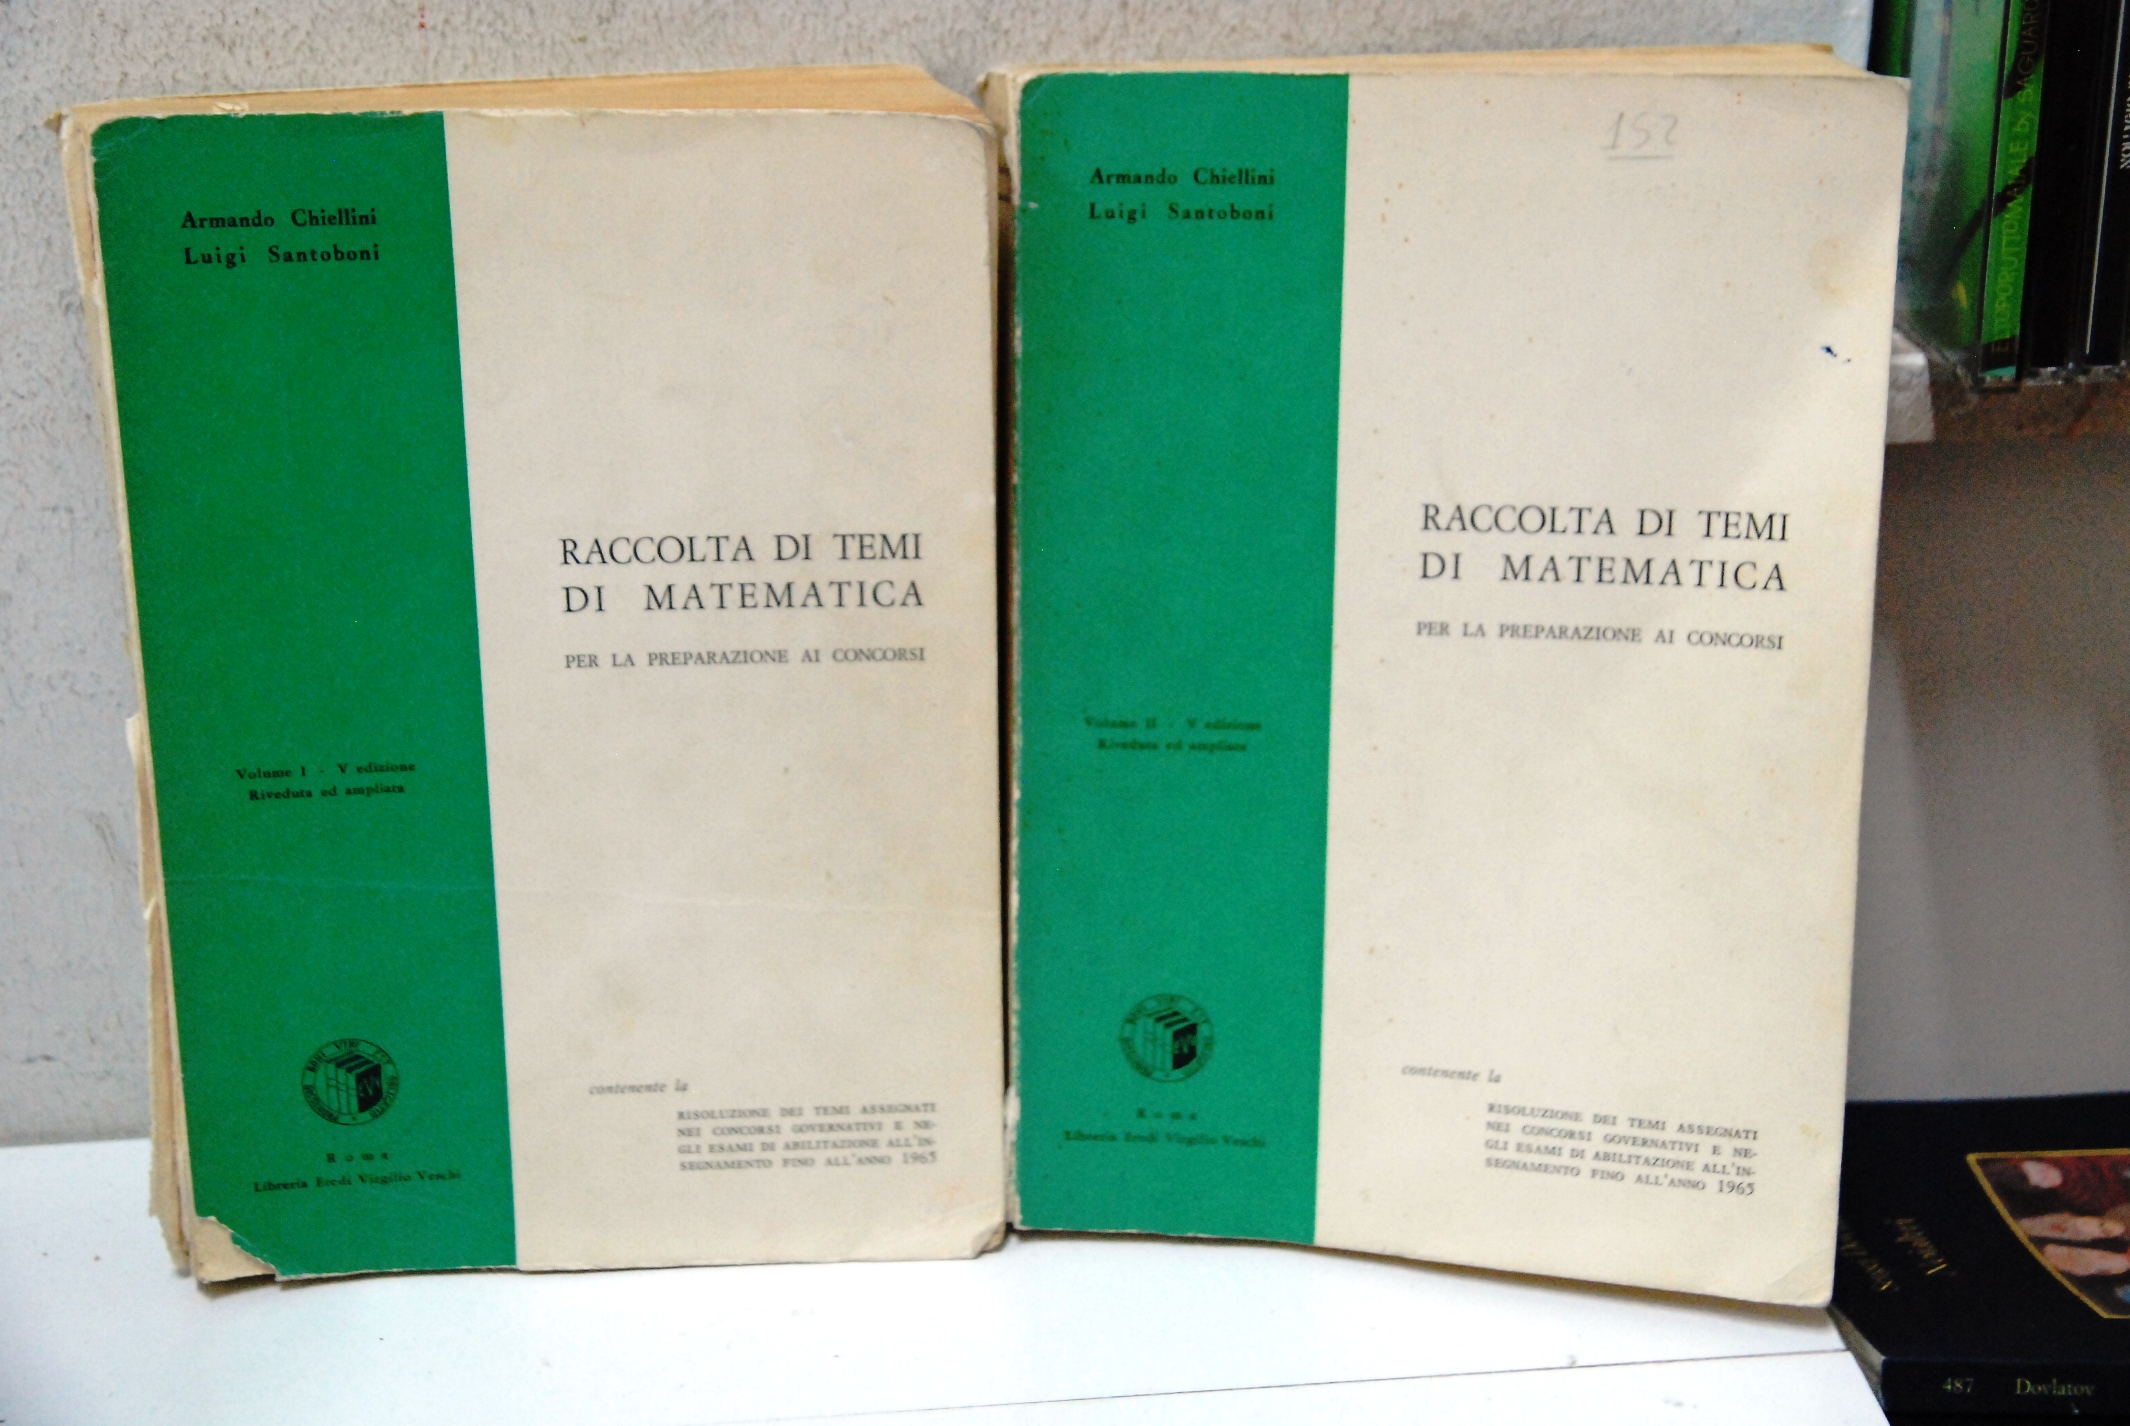 Armando Chiellini
Luigi Santoboni
RACCOLTA DI TEMI
DI MATEMATICA
PER LA PREPARAZIONE AI CONCORSI
Volume I - V edizione
Riveduta ed ampliata
Roma
Libreria Eredi Virgilio Veschi
contenente la
RISOLUZIONE DEI TEMI ASSEGNATI
NEI CONCORSI GOVERNATIVI E NE-
GLI ESAMI DI ABILITAZIONE ALL'IN-
SEGNAMENTO FINO ALL'ANNO 1965
152
Armando Chiellini
Luigi Santoboni
RACCOLTA DI TEMI
DI MATEMATICA
PER LA PREPARAZIONE AI CONCORSI
Volume II - V edizione
Riveduta ed ampliata
Roma
Libreria Eredi Virgilio Veschi
contenente la
RISOLUZIONE DEI TEMI ASSEGNATI
NEI CONCORSI GOVERNATIVI E NE-
GLI ESAMI DI ABILITAZIONE ALL'IN-
SEGNAMENTO FINO ALL'ANNO 1965
487 Dovlatov